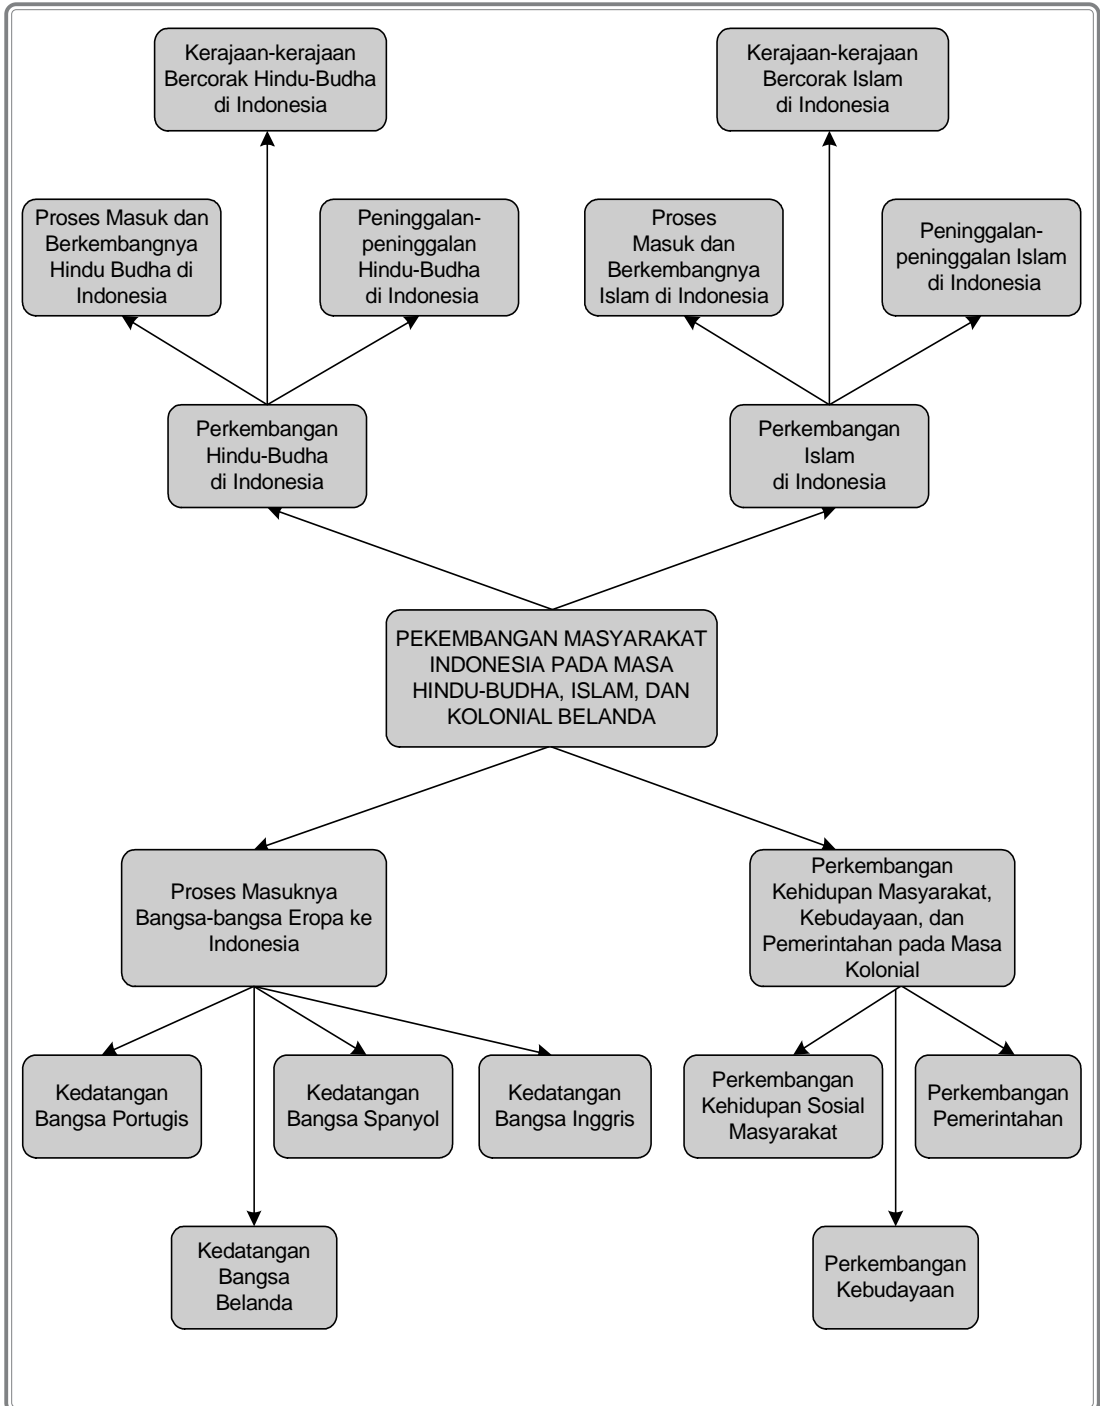 Kerajaan-kerajaan
Bercorak Hindu-Budha
di Indonesia
Kerajaan-kerajaan
Bercorak Islam
di Indonesia
Proses Masuk dan
Berkembangnya
Hindu Budha di
Indonesia
Peninggalan-
peninggalan
Hindu-Budha
di Indonesia
Proses
Masuk dan
Berkembangnya
Islam di Indonesia
Peninggalan-
peninggalan Islam
di Indonesia
Perkembangan
Hindu-Budha
di Indonesia
Perkembangan
Islam
di Indonesia
PEKEMBANGAN MASYARAKAT
INDONESIA PADA MASA
HINDU-BUDHA, ISLAM, DAN
KOLONIAL BELANDA
Proses Masuknya
Bangsa-bangsa Eropa ke
Indonesia
Perkembangan
Kehidupan Masyarakat,
Kebudayaan, dan
Pemerintahan pada Masa
Kolonial
Kedatangan
Bangsa Portugis
Kedatangan
Bangsa Spanyol
Kedatangan
Bangsa Inggris
Perkembangan
Kehidupan Sosial
Masyarakat
Perkembangan
Pemerintahan
Kedatangan
Bangsa
Belanda
Perkembangan
Kebudayaan